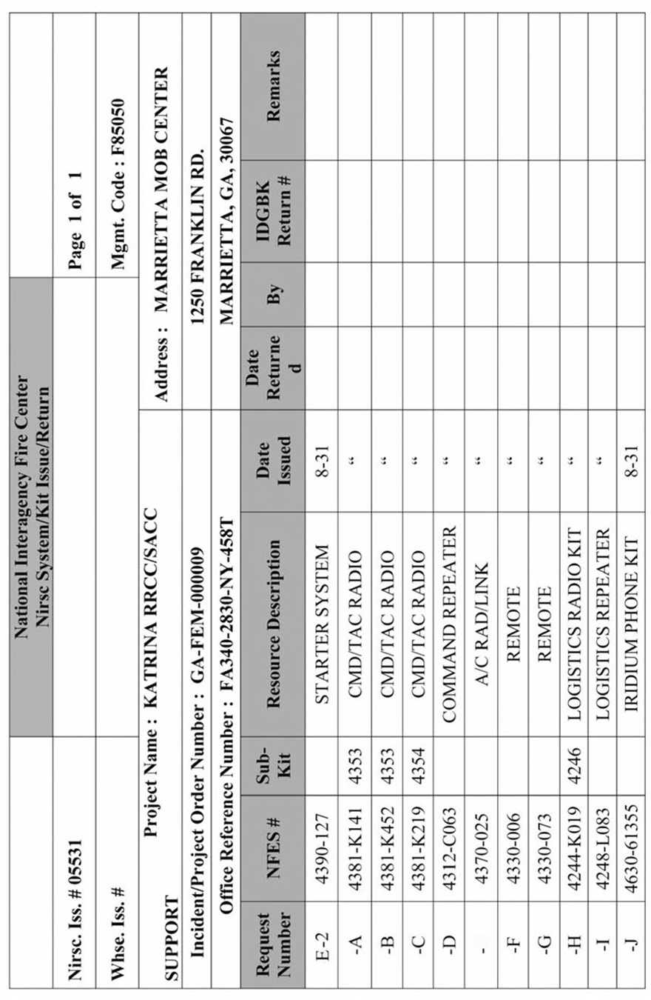 National Interagency Fire Center
Nirsc System/Kit Issue/Return
Nirsc. Iss. # 05531 Page 1 of 1
Whse. Iss. # Mgmt. Code : F85050
Project Name : KATRINA RRCC/SACC Address : MARRIETTA MOB CENTER
SUPPORT
Incident/Project Order Number : GA-FEM-000009 1250 FRANKLIN RD.
Office Reference Number : FA340-2830-NY-458T MARRIETTA, GA, 30067
Request Number NFES # Sub-Kit Resource Description Date Issued Date Returned By IDGBK Return # Remarks
E-2 4390-127 STARTER SYSTEM 8-31
-A 4381-K141 4353 CMD/TAC RADIO “
-B 4381-K452 4353 CMD/TAC RADIO “
-C 4381-K219 4354 CMD/TAC RADIO “
-D 4312-C063 COMMAND REPEATER “
- 4370-025 A/C RAD/LINK “
-F 4330-006 REMOTE “
-G 4330-073 REMOTE “
-H 4244-K019 4246 LOGISTICS RADIO KIT “
-I 4248-L083 LOGISTICS REPEATER “
-J 4630-61355 IRIDIUM PHONE KIT 8-31